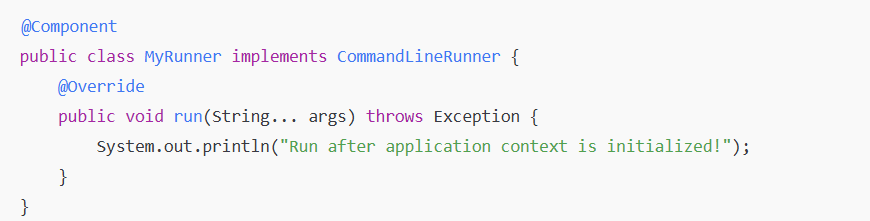 @Component
public class MyRunner implements CommandLineRunner {
    @Override
    public void run(String... args) throws Exception {
        System.out.println("Run after application context is initialized!");
    }
}